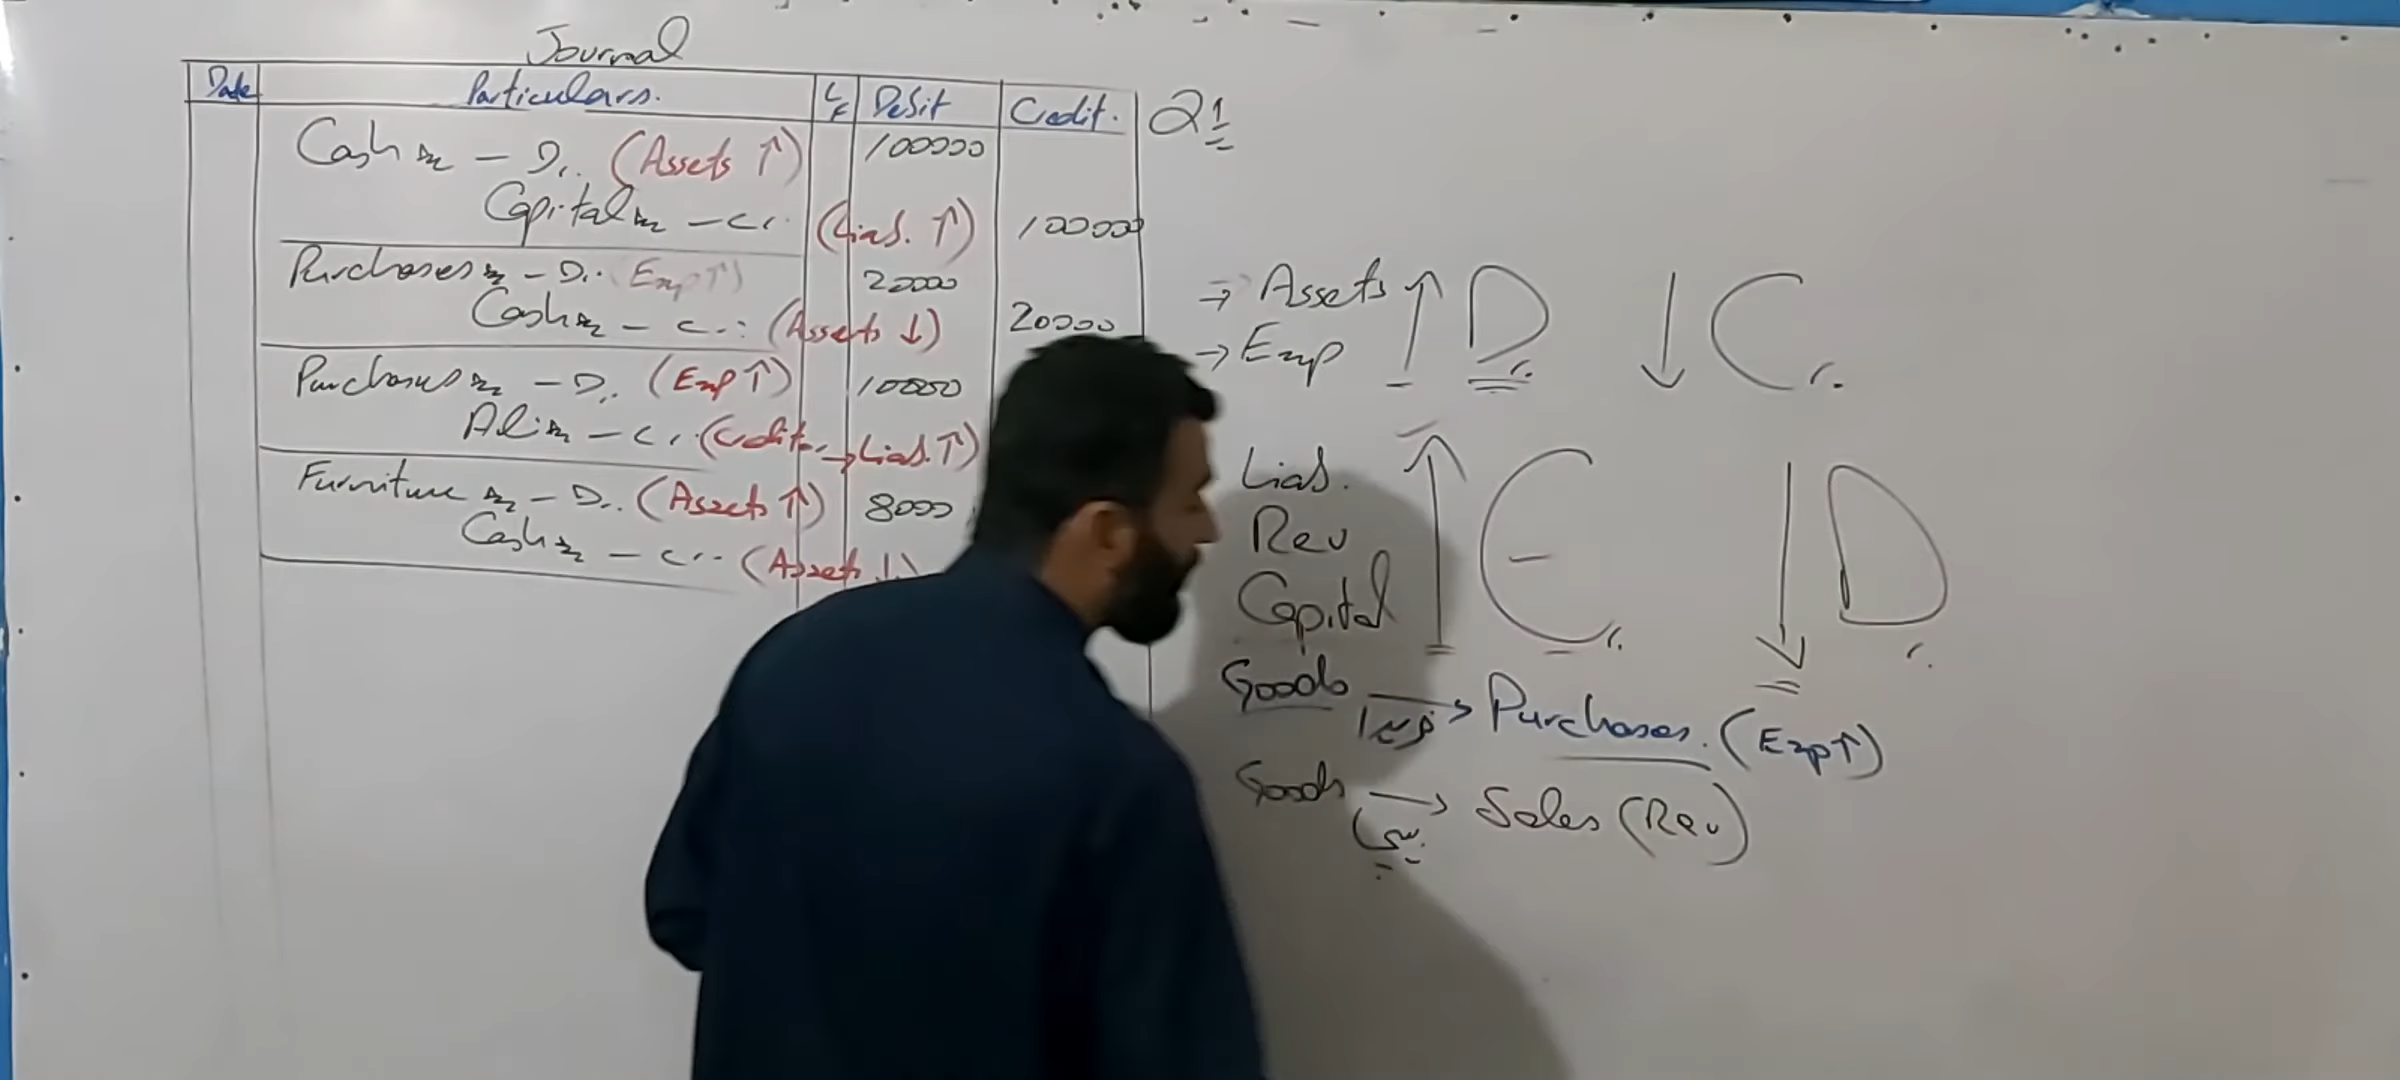 Journal
Date Particulars. L F Debit Credit. Q1
Cash a/c - Dr. (Assets ↑) 100000
Capital a/c - Cr. (Liab. ↑) 100000
Purchases a/c - Dr. (Exp ↑) 20000
Cash a/c - Cr. (Assets ↓) 20000
Purchases a/c - Dr. (Exp ↑) 10000
Ali a/c - Cr. (Creditor → Liab. ↑)
Furniture a/c - Dr. (Assets ↑) 8000
Cash a/c - Cr. (Assets ↓)
→ Assets ↑ Dr. ↓ Cr.
→ Exp
Liab. ↑ Cr. ↓ Dr.
Rev
Capital
Goods → Purchases. (Exp ↑)
خریدنا
Goods → Sales (Rev)